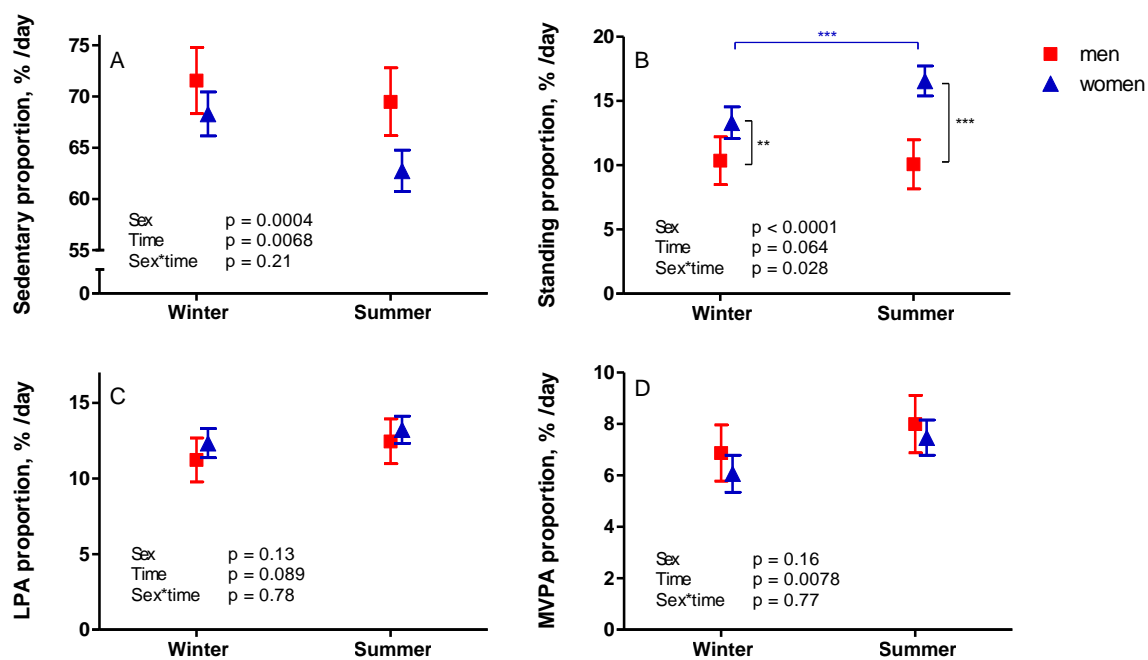 A
Sedentary proportion, % /day
75
70
65
60
55
0
Sex p = 0.0004
Time p = 0.0068
Sex*time p = 0.21
Winter Summer
B
Standing proportion, % /day
20
15
10
5
0
***
**
***
Sex p < 0.0001
Time p = 0.064
Sex*time p = 0.028
Winter Summer
men
women
C
LPA proportion, % /day
15
10
5
0
Sex p = 0.13
Time p = 0.089
Sex*time p = 0.78
Winter Summer
D
MVPA proportion, % /day
10
8
6
4
2
0
Sex p = 0.16
Time p = 0.0078
Sex*time p = 0.77
Winter Summer